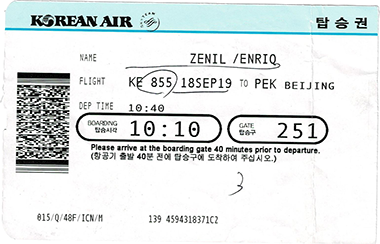 KOREAN AIR 탑승권
NAME ZENIL /ENRIQ
FLIGHT KE 855 18SEP19 TO PEK BEIJING
DEP TIME 10:40
BOARDING 탑승시각 10:10 GATE 탑승구 251
Please arrive at the boarding gate 40 minutes prior to departure.
(항공기 출발 40분 전에 탑승구에 도착하여 주십시오.)
3
015/Q/48F/ICN/M 139 4594318371C2